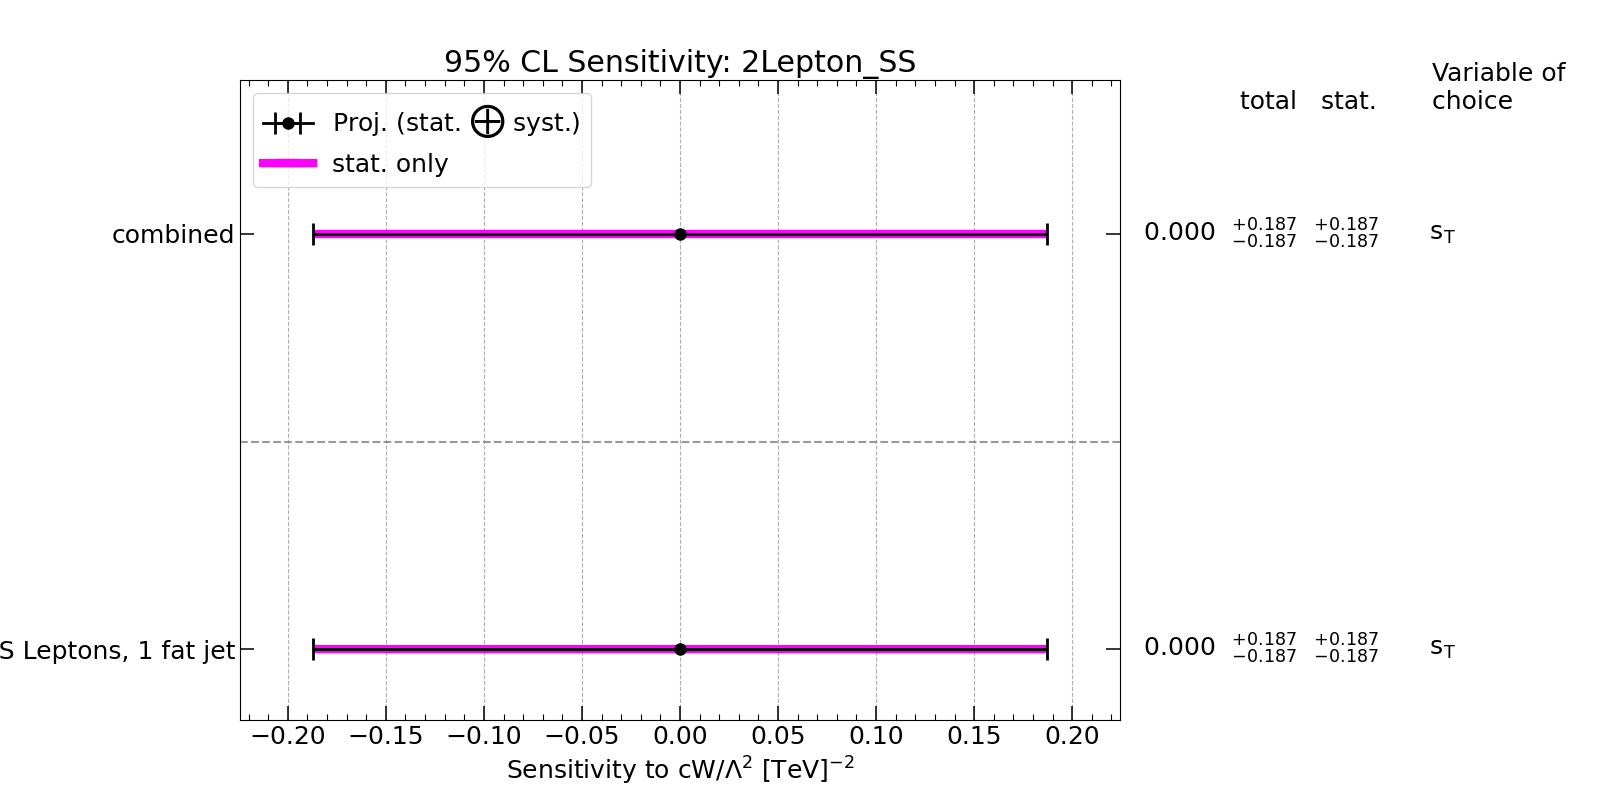 95% CL Sensitivity: 2Lepton_SS
Variable of
choice
total stat.
Proj. (stat. ⊕ syst.)
stat. only
combined
0.000 +0.187 −0.187 +0.187 −0.187 sT
S Leptons, 1 fat jet
0.000 +0.187 −0.187 +0.187 −0.187 sT
−0.20 −0.15 −0.10 −0.05 0.00 0.05 0.10 0.15 0.20
Sensitivity to cW/Λ² [TeV]⁻²